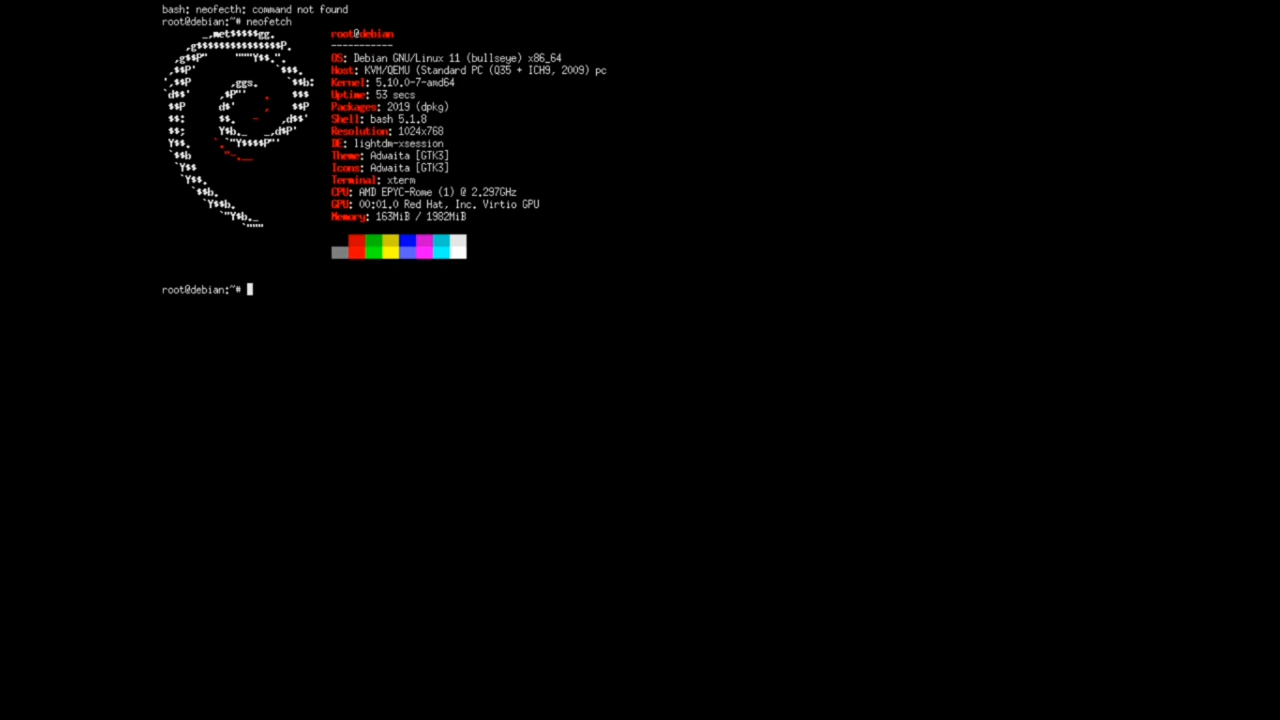 bash: neofecth: command not found
root@debian:~# neofetch
       _,met$$$$$gg.          root@debian
    ,g$$$$$$$$$$$$$$$P.       -----------
  ,g$$P"     """Y$$.".        OS: Debian GNU/Linux 11 (bullseye) x86_64
 ,$$P'              `$$$.     Host: KVM/QEMU (Standard PC (Q35 + ICH9, 2009) pc
',$$P       ,ggs.     `$$b:   Kernel: 5.10.0-7-amd64
`d$$'     ,$P"'   .    $$$    Uptime: 53 secs
 $$P      d$'     ,    $$P    Packages: 2019 (dpkg)
 $$:      $$.   -    ,d$$'    Shell: bash 5.1.8
 $$;      Y$b._   _,d$P'      Resolution: 1024x768
 Y$$.    `.`"Y$$$$P"'         DE: lightdm-xsession
 `$$b      "-.__              Theme: Adwaita [GTK3]
  `Y$$                        Icons: Adwaita [GTK3]
   `Y$$.                      Terminal: xterm
     `$$b.                    CPU: AMD EPYC-Rome (1) @ 2.297GHz
       `Y$$b.                 GPU: 00:01.0 Red Hat, Inc. Virtio GPU
          `"Y$b._             Memory: 163MiB / 1982MiB
              `"""
root@debian:~#